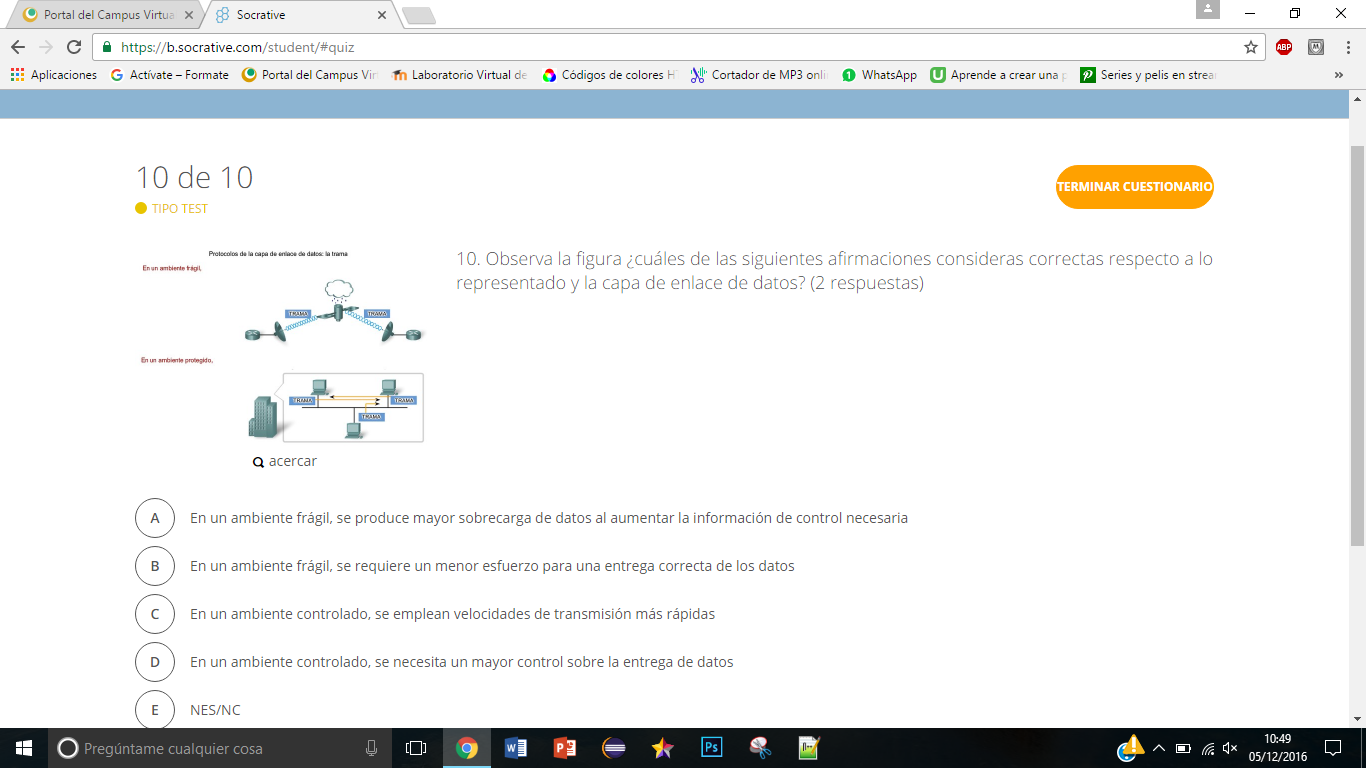 Portal del Campus Virtua
Socrative
https://b.socrative.com/student/#quiz
ABP
Aplicaciones
G Actívate – Formate
Portal del Campus Vir
Laboratorio Virtual de
Códigos de colores H
Cortador de MP3 onli
1 WhatsApp
U Aprende a crear una p
P Series y pelis en strea
»
10 de 10
TERMINAR CUESTIONARIO
TIPO TEST
Protocolos de la capa de enlace de datos: la trama
En un ambiente frágil,
TRAMA TRAMA
En un ambiente protegido,
TRAMA TRAMA
TRAMA
acercar
10. Observa la figura ¿cuáles de las siguientes afirmaciones consideras correctas respecto a lo
representado y la capa de enlace de datos? (2 respuestas)
A En un ambiente frágil, se produce mayor sobrecarga de datos al aumentar la información de control necesaria
B En un ambiente frágil, se requiere un menor esfuerzo para una entrega correcta de los datos
C En un ambiente controlado, se emplean velocidades de transmisión más rápidas
D En un ambiente controlado, se necesita un mayor control sobre la entrega de datos
E NES/NC
Pregúntame cualquier cosa
Ps
10:49
05/12/2016